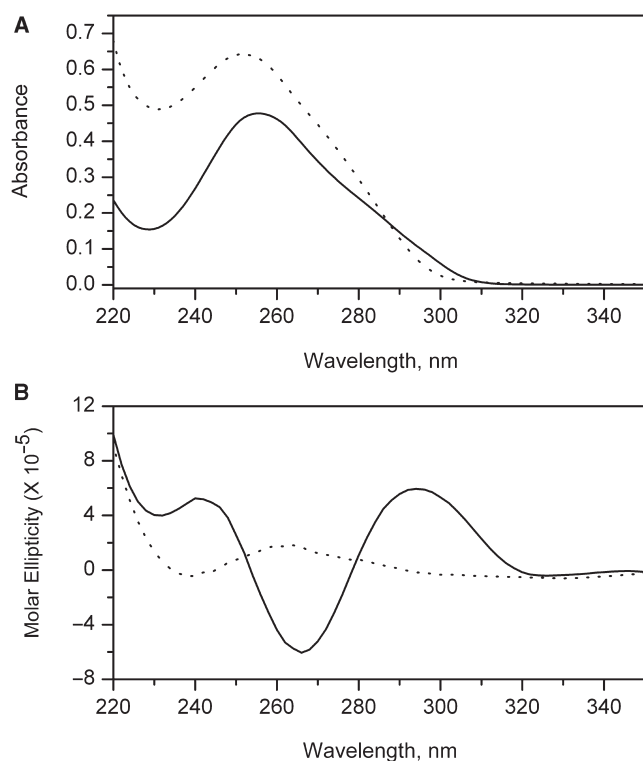 A
0.7
0.6
0.5
0.4
0.3
0.2
0.1
0.0
Absorbance
220 240 260 280 300 320 340
Wavelength, nm
B
12
8
4
0
−4
−8
Molar Ellipticity (X 10⁻⁵)
220 240 260 280 300 320 340
Wavelength, nm